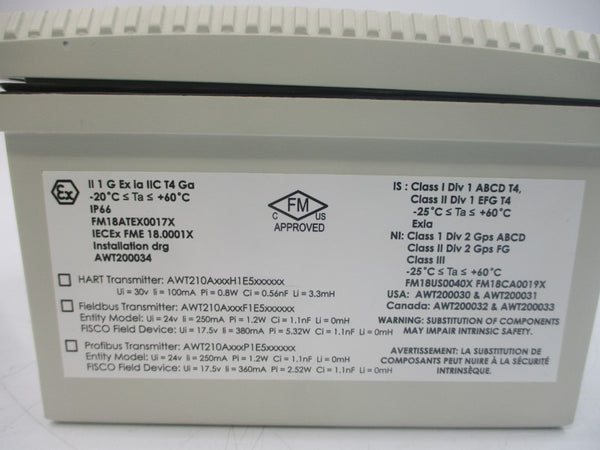 Ex
II 1 G Ex ia IIC T4 Ga
-20°C ≤ Ta ≤ +60°C
IP66
FM18ATEX0017X
IECEx FME 18.0001X
Installation drg
AWT200034
FM
C US
APPROVED
IS : Class I Div 1 ABCD T4,
Class II Div 1 EFG T4
-25°C ≤ Ta ≤ +60°C
Exia
NI: Class 1 Div 2 Gps ABCD
Class II Div 2 Gps FG
Class III
-25°C ≤ Ta ≤ +60°C
FM18US0040X FM18CA0019X
USA: AWT200030 & AWT200031
Canada: AWT200032 & AWT200033
HART Transmitter: AWT210AxxxH1E5xxxxxx
Ui = 30v Ii = 100mA Pi = 0.8W Ci = 0.56nF Li = 3.3mH
Fieldbus Transmitter: AWT210AxxxF1E5xxxxxx
Entity Model: Ui = 24v Ii = 250mA Pi = 1.2W Ci = 1.1nF Li = 0mH
FISCO Field Device: Ui = 17.5v Ii = 380mA Pi = 5.32W Ci = 1.1nF Li = 0mH
Profibus Transmitter: AWT210AxxxP1E5xxxxxx
Entity Model: Ui = 24v Ii = 250mA Pi = 1.2W Ci = 1.1nF Li = 0mH
FISCO Field Device: Ui = 17.5v Ii = 360mA Pi = 2.52W Ci = 1.1nF Li = 0mH
WARNING: SUBSTITUTION OF COMPONENTS
MAY IMPAIR INTRINSIC SAFETY.
AVERTISSEMENT: LA SUBSTITUTION DE
COMPOSANTS PEUT NUIRE À LA SÉCURITÉ
INTRINSÈQUE.